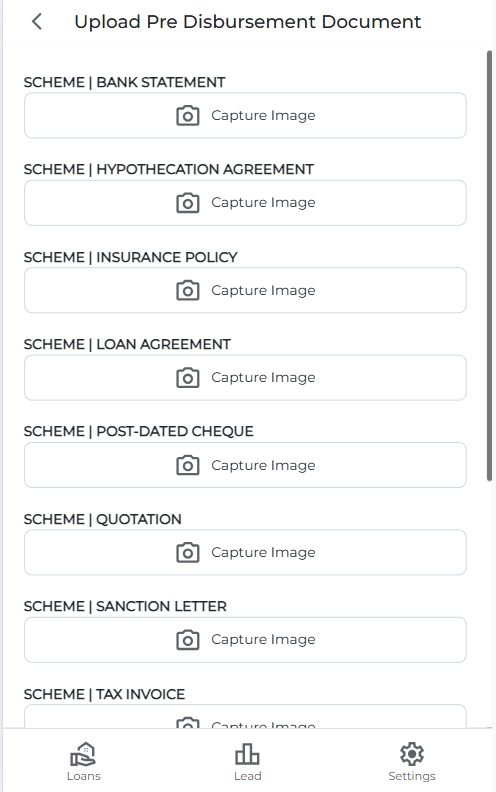 Upload Pre Disbursement Document
SCHEME | BANK STATEMENT
Capture Image
SCHEME | HYPOTHECATION AGREEMENT
Capture Image
SCHEME | INSURANCE POLICY
Capture Image
SCHEME | LOAN AGREEMENT
Capture Image
SCHEME | POST-DATED CHEQUE
Capture Image
SCHEME | QUOTATION
Capture Image
SCHEME | SANCTION LETTER
Capture Image
SCHEME | TAX INVOICE
Capture Image
Loans
Lead
Settings